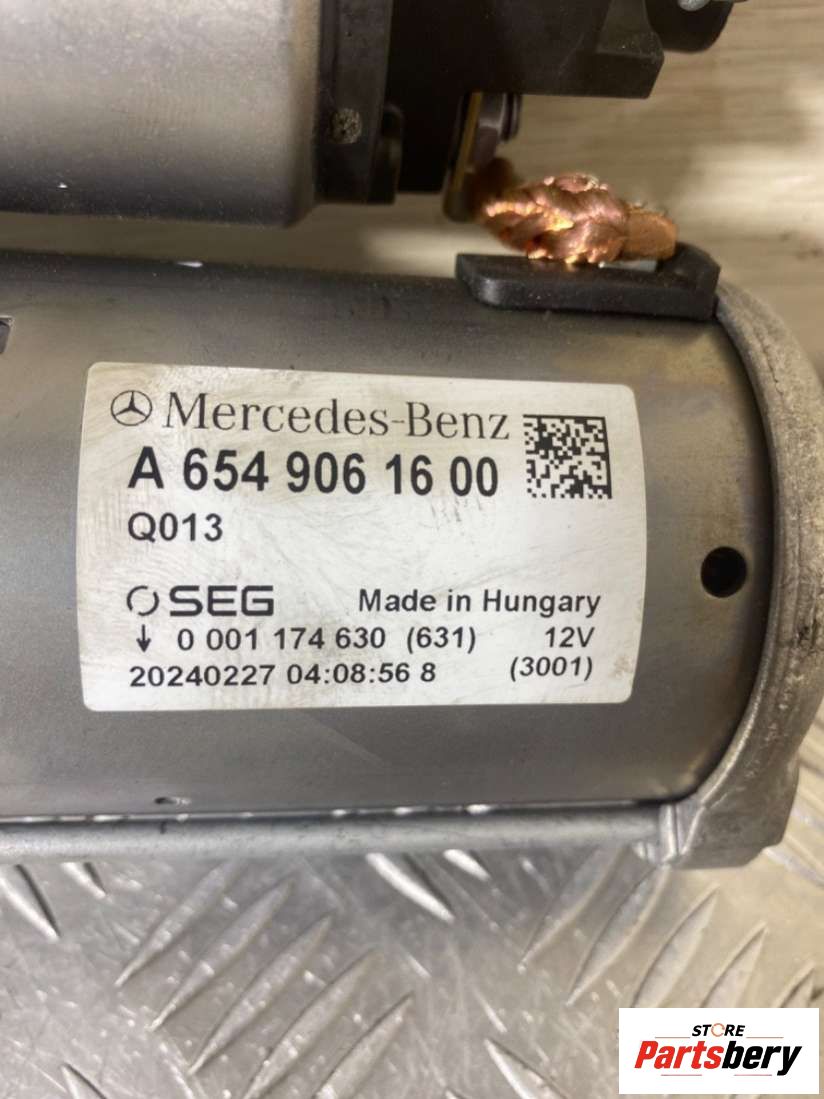 Mercedes-Benz
A 654 906 16 00
Q013
SEG Made in Hungary
↓ 0 001 174 630 (631) 12V
20240227 04:08:56 8 (3001)
STORE
Partsbery